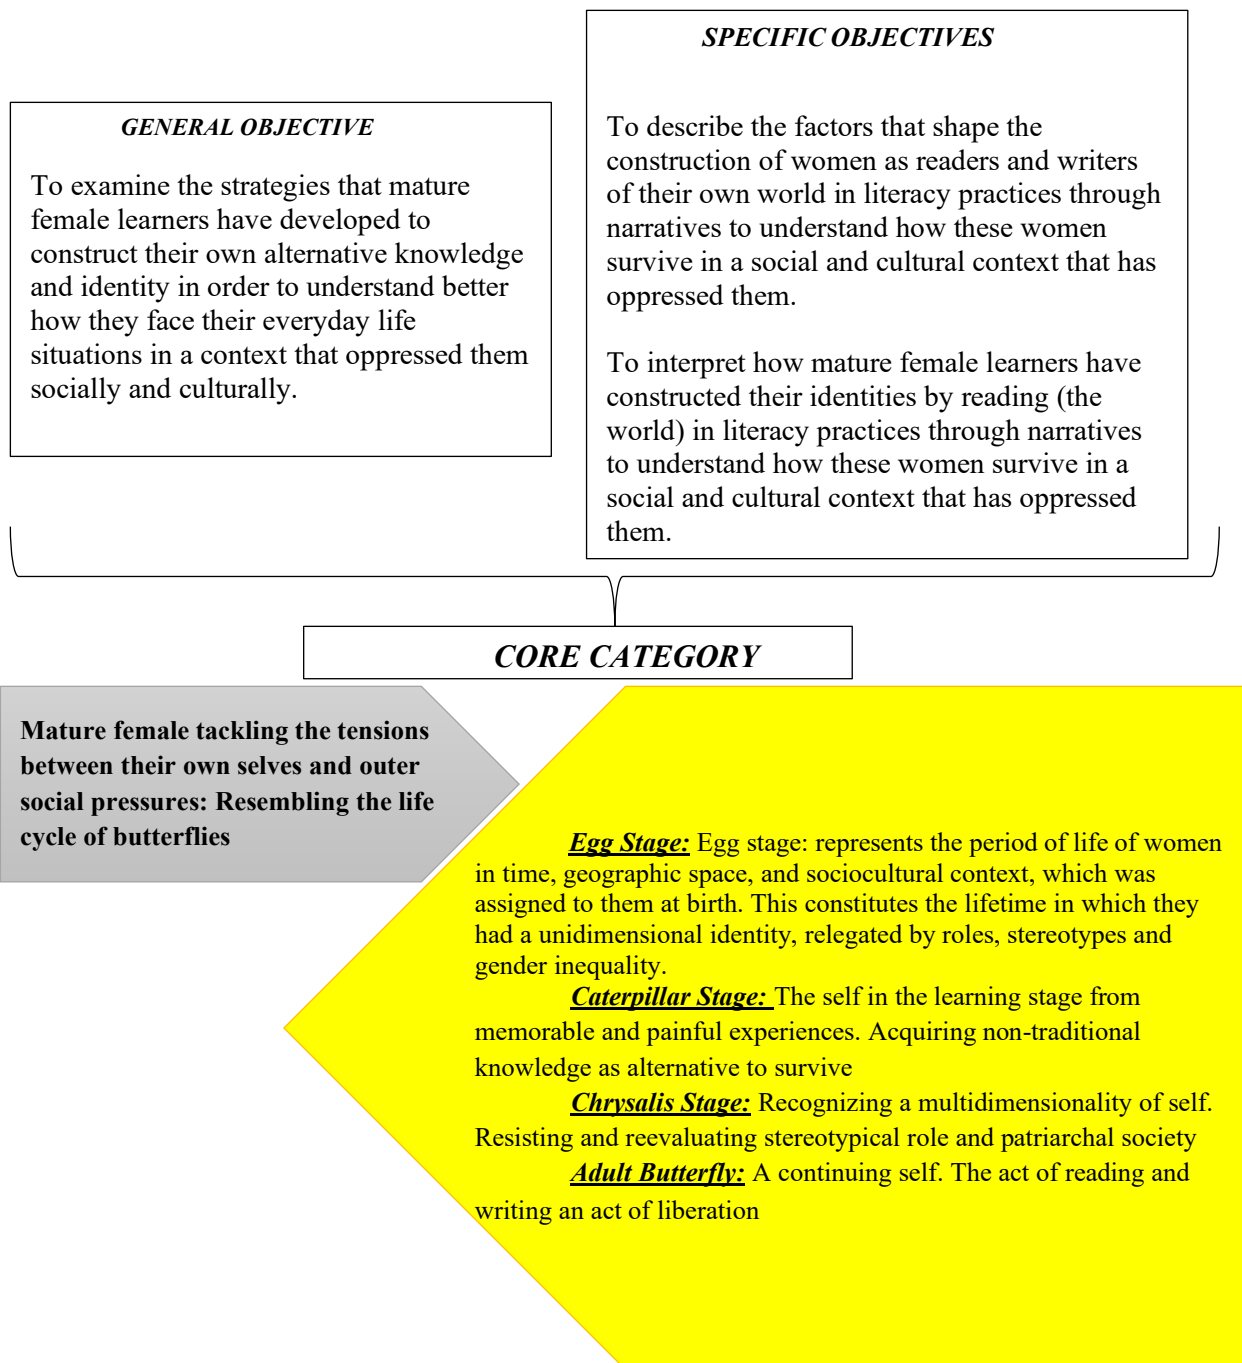 GENERAL OBJECTIVE
To examine the strategies that mature
female learners have developed to
construct their own alternative knowledge
and identity in order to understand better
how they face their everyday life
situations in a context that oppressed them
socially and culturally.
SPECIFIC OBJECTIVES
To describe the factors that shape the
construction of women as readers and writers
of their own world in literacy practices through
narratives to understand how these women
survive in a social and cultural context that has
oppressed them.
To interpret how mature female learners have
constructed their identities by reading (the
world) in literacy practices through narratives
to understand how these women survive in a
social and cultural context that has oppressed
them.
CORE CATEGORY
Mature female tackling the tensions
between their own selves and outer
social pressures: Resembling the life
cycle of butterflies
Egg Stage: Egg stage: represents the period of life of women
in time, geographic space, and sociocultural context, which was
assigned to them at birth. This constitutes the lifetime in which they
had a unidimensional identity, relegated by roles, stereotypes and
gender inequality.
Caterpillar Stage: The self in the learning stage from
memorable and painful experiences. Acquiring non-traditional
knowledge as alternative to survive
Chrysalis Stage: Recognizing a multidimensionality of self.
Resisting and reevaluating stereotypical role and patriarchal society
Adult Butterfly: A continuing self. The act of reading and
writing an act of liberation